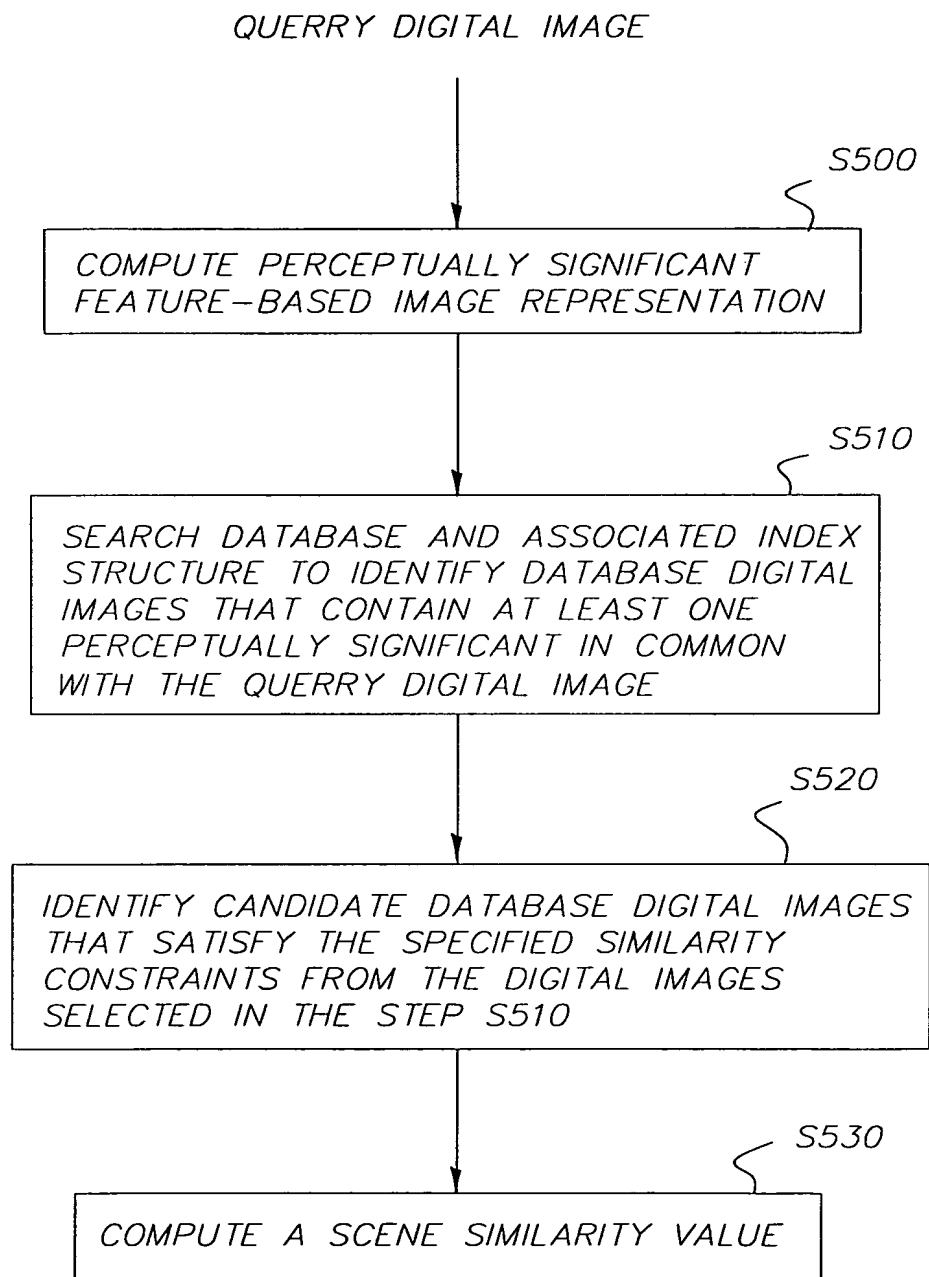 QUERRY DIGITAL IMAGE
S500
COMPUTE PERCEPTUALLY SIGNIFICANT
FEATURE-BASED IMAGE REPRESENTATION
S510
SEARCH DATABASE AND ASSOCIATED INDEX
STRUCTURE TO IDENTIFY DATABASE DIGITAL
IMAGES THAT CONTAIN AT LEAST ONE
PERCEPTUALLY SIGNIFICANT IN COMMON
WITH THE QUERRY DIGITAL IMAGE
S520
IDENTIFY CANDIDATE DATABASE DIGITAL IMAGES
THAT SATISFY THE SPECIFIED SIMILARITY
CONSTRAINTS FROM THE DIGITAL IMAGES
SELECTED IN THE STEP S510
S530
COMPUTE A SCENE SIMILARITY VALUE